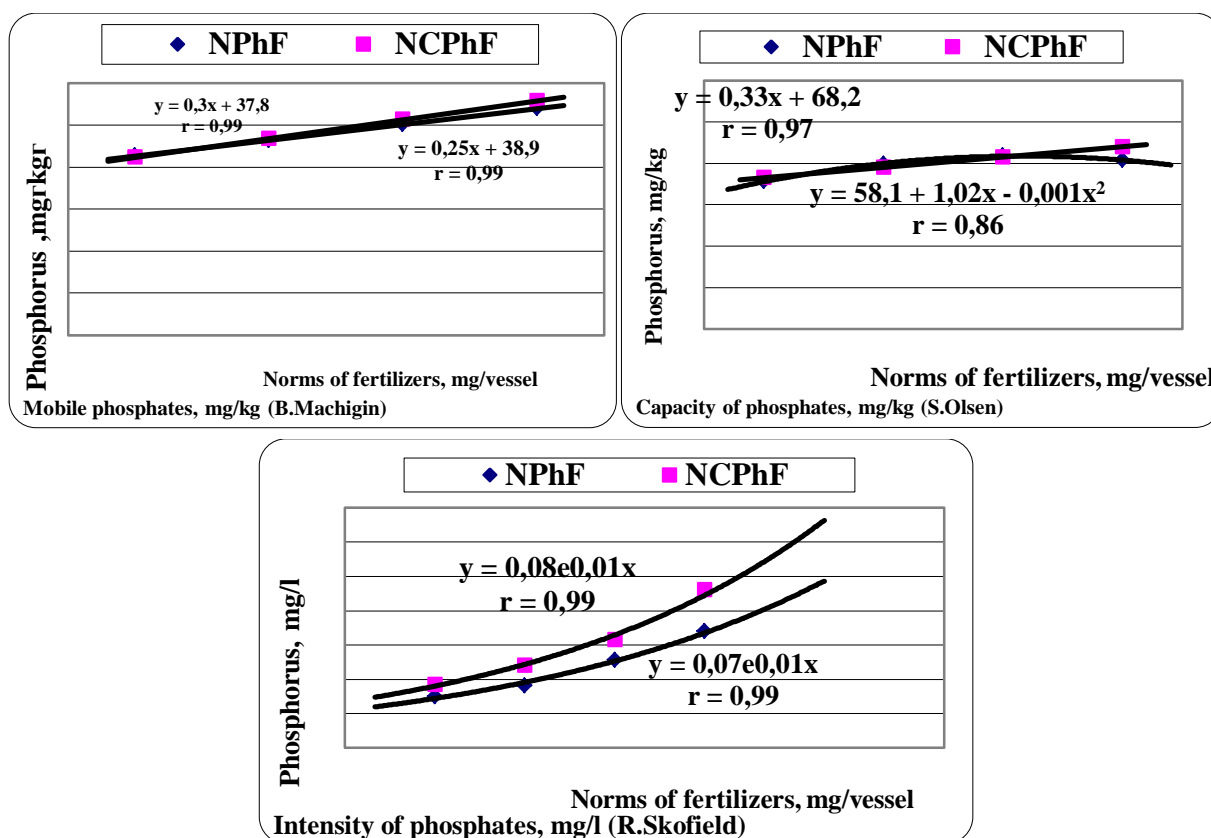 NPhF NCPhF
y = 0,3x + 37,8
r = 0,99
y = 0,25x + 38,9
r = 0,99
Phosphorus ,mgгkgг
Norms of fertilizers, mg/vessel
Mobile phosphates, mg/kg (B.Machigin)
NPhF NCPhF
y = 0,33x + 68,2
r = 0,97
y = 58,1 + 1,02x - 0,001x²
r = 0,86
Phosphorus, mg/kg
Norms of fertilizers, mg/vessel
Capacity of phosphates, mg/kg (S.Olsen)
NPhF NCPhF
y = 0,08e0,01x
r = 0,99
y = 0,07e0,01x
r = 0,99
Phosphorus, mg/l
Norms of fertilizers, mg/vessel
Intensity of phosphates, mg/l (R.Skofield)